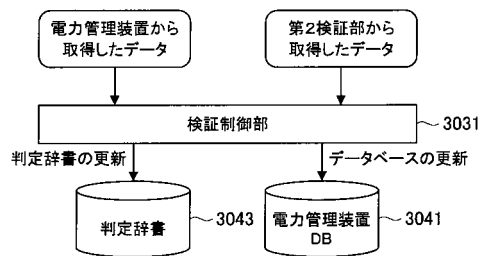 電力管理装置から
取得したデータ
第2検証部から
取得したデータ
検証制御部
3031
判定辞書の更新
データベースの更新
判定辞書
3043
電力管理装置
DB
3041